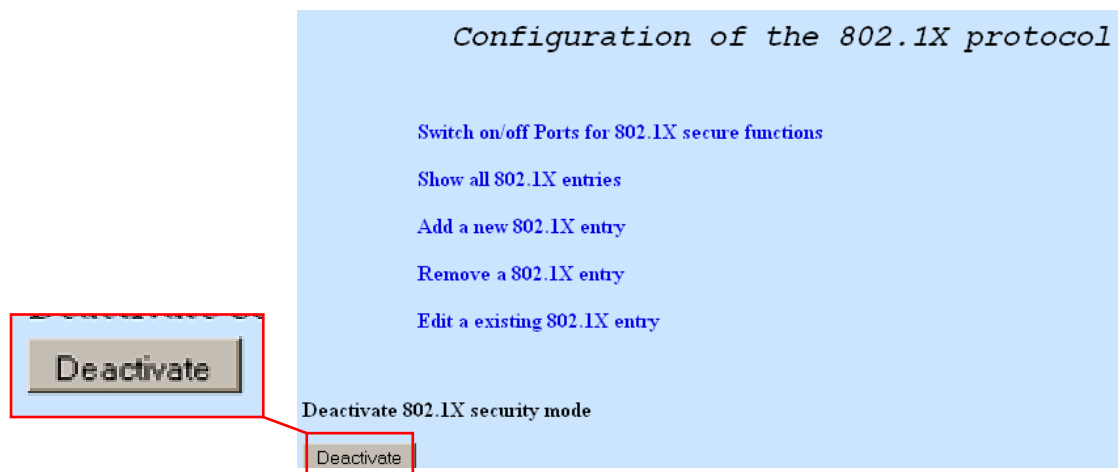 Configuration of the 802.1X protocol
Switch on/off Ports for 802.1X secure functions
Show all 802.1X entries
Add a new 802.1X entry
Remove a 802.1X entry
Edit a existing 802.1X entry
Deactivate
Deactivate 802.1X security mode
Deactivate